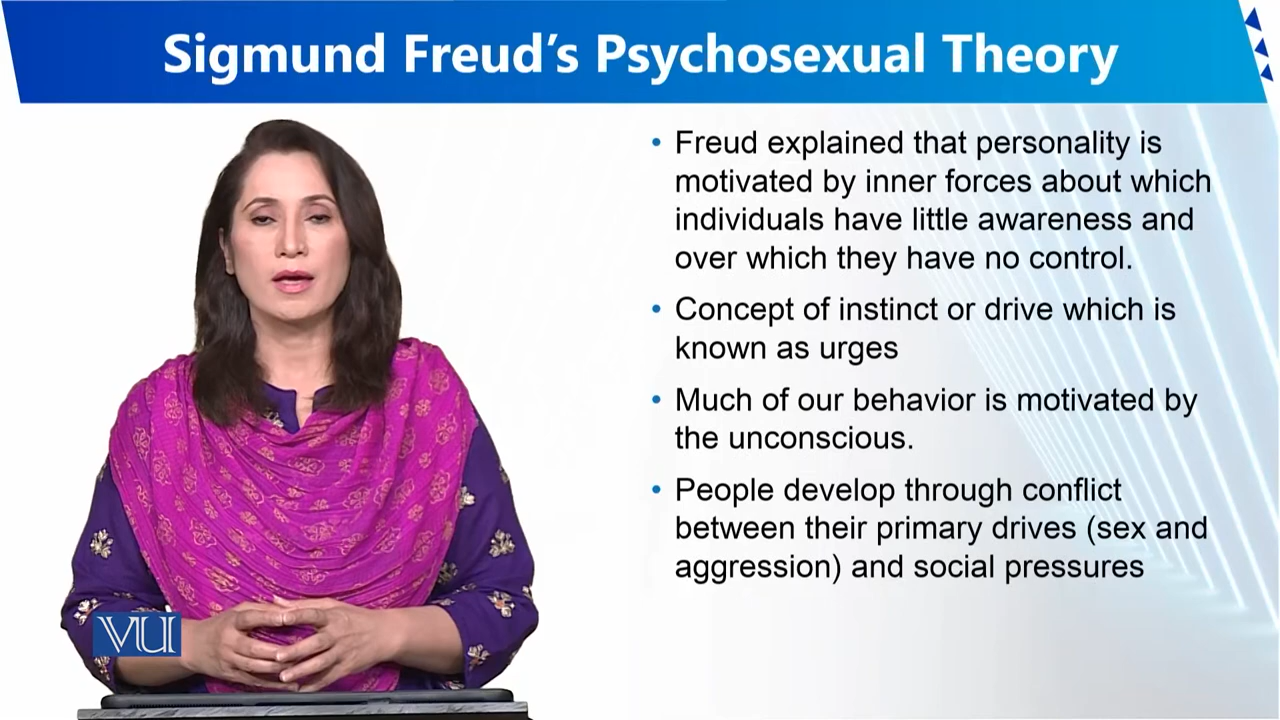 Sigmund Freud's Psychosexual Theory
• Freud explained that personality is
motivated by inner forces about which
individuals have little awareness and
over which they have no control.
• Concept of instinct or drive which is
known as urges
• Much of our behavior is motivated by
the unconscious.
• People develop through conflict
between their primary drives (sex and
aggression) and social pressures
VU